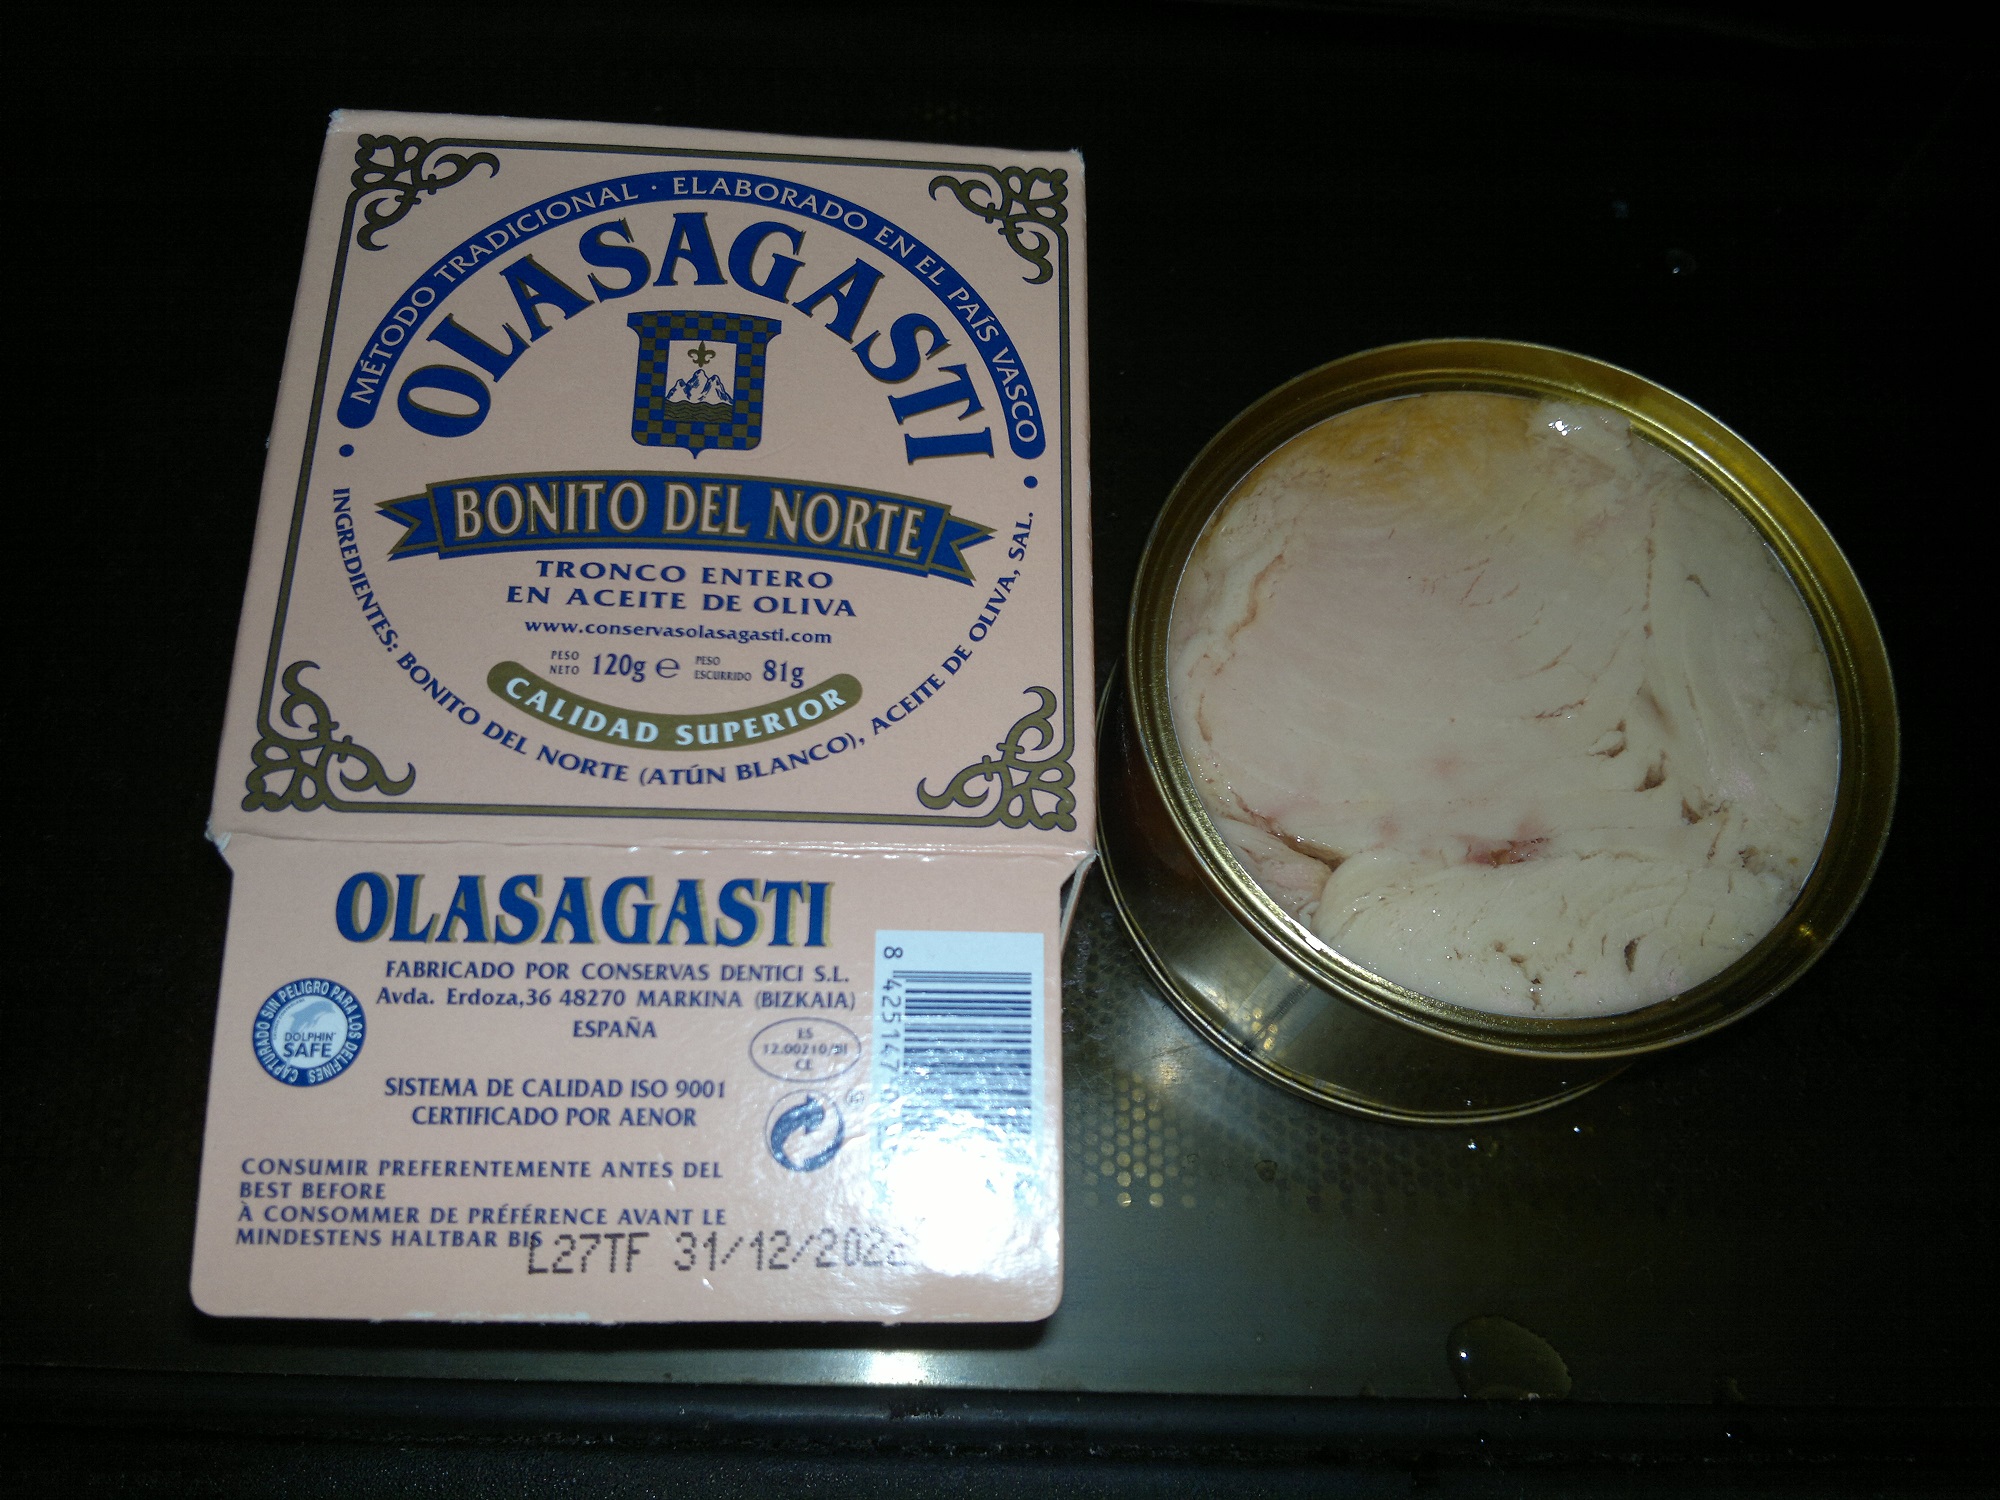 MÉTODO TRADICIONAL · ELABORADO EN EL PAÍS VASCO
OLASAGASTI
BONITO DEL NORTE
TRONCO ENTERO
EN ACEITE DE OLIVA
www.conservasolasagasti.com
PESO NETO 120g e PESO ESCURRIDO 81g
CALIDAD SUPERIOR
INGREDIENTES: BONITO DEL NORTE (ATÚN BLANCO), ACEITE DE OLIVA, SAL.
OLASAGASTI
FABRICADO POR CONSERVAS DENTICI S.L.
Avda. Erdoza,36 48270 MARKINA (BIZKAIA)
ESPAÑA
CAPTURADO SIN PELIGRO PARA LOS DELFINES
DOLPHIN
SAFE
ES
12.00210/BI
CE
SISTEMA DE CALIDAD ISO 9001
CERTIFICADO POR AENOR
8 425147
CONSUMIR PREFERENTEMENTE ANTES DEL
BEST BEFORE
À CONSOMMER DE PRÉFÉRENCE AVANT LE
MINDESTENS HALTBAR BIS
L27TF 31/12/